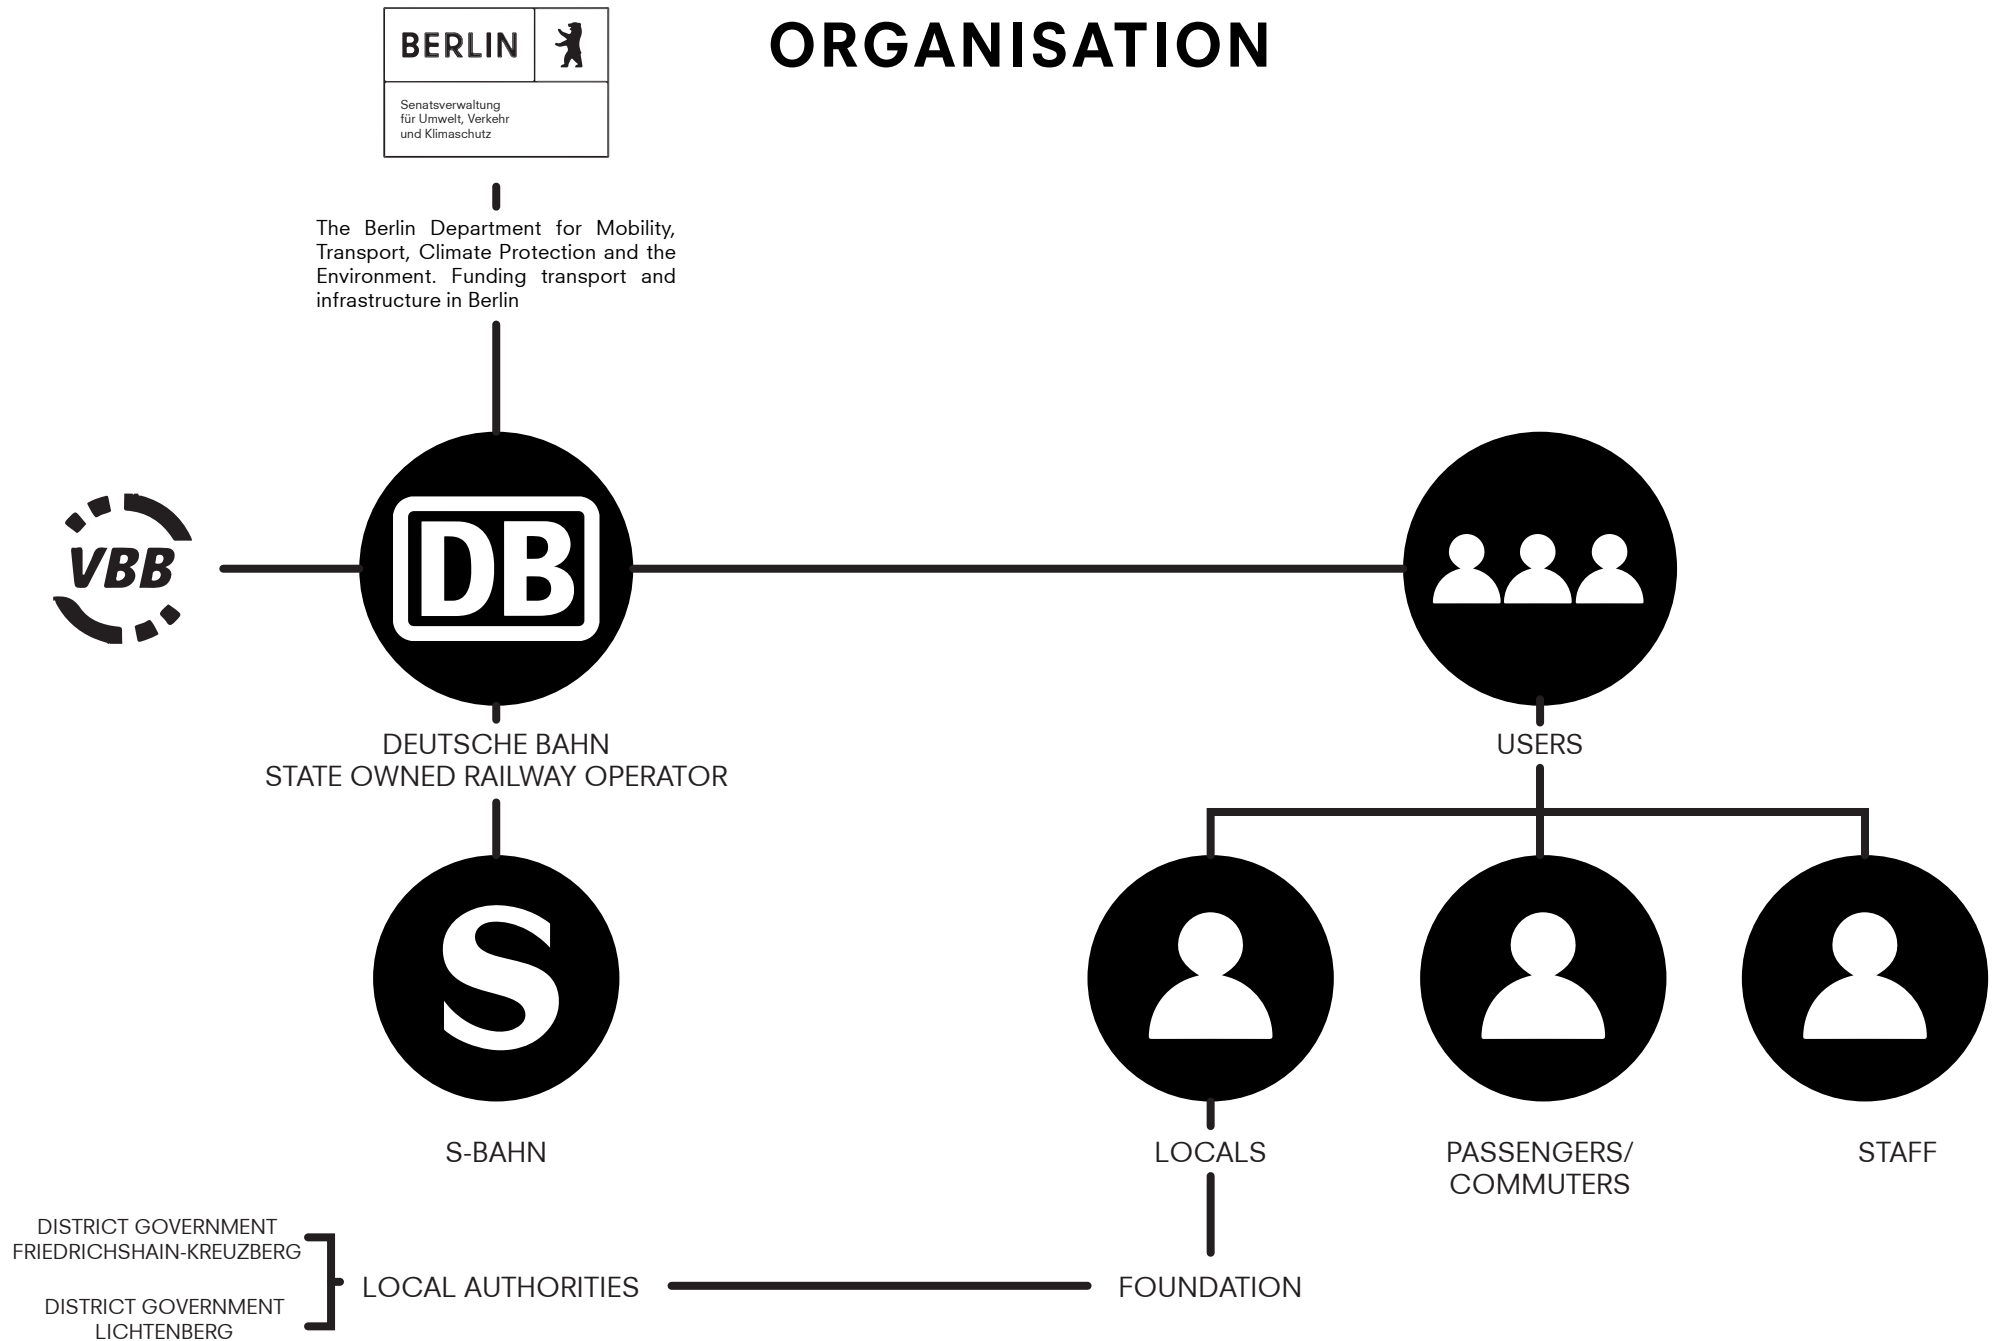 ORGANISATION
BERLIN
Senatsverwaltung
für Umwelt, Verkehr
und Klimaschutz
The Berlin Department for Mobility,
Transport, Climate Protection and the
Environment. Funding transport and
infrastructure in Berlin
VBB
DB
DEUTSCHE BAHN
STATE OWNED RAILWAY OPERATOR
USERS
S
S-BAHN
LOCALS
PASSENGERS/
COMMUTERS
STAFF
DISTRICT GOVERNMENT
FRIEDRICHSHAIN-KREUZBERG
DISTRICT GOVERNMENT
LICHTENBERG
LOCAL AUTHORITIES
FOUNDATION